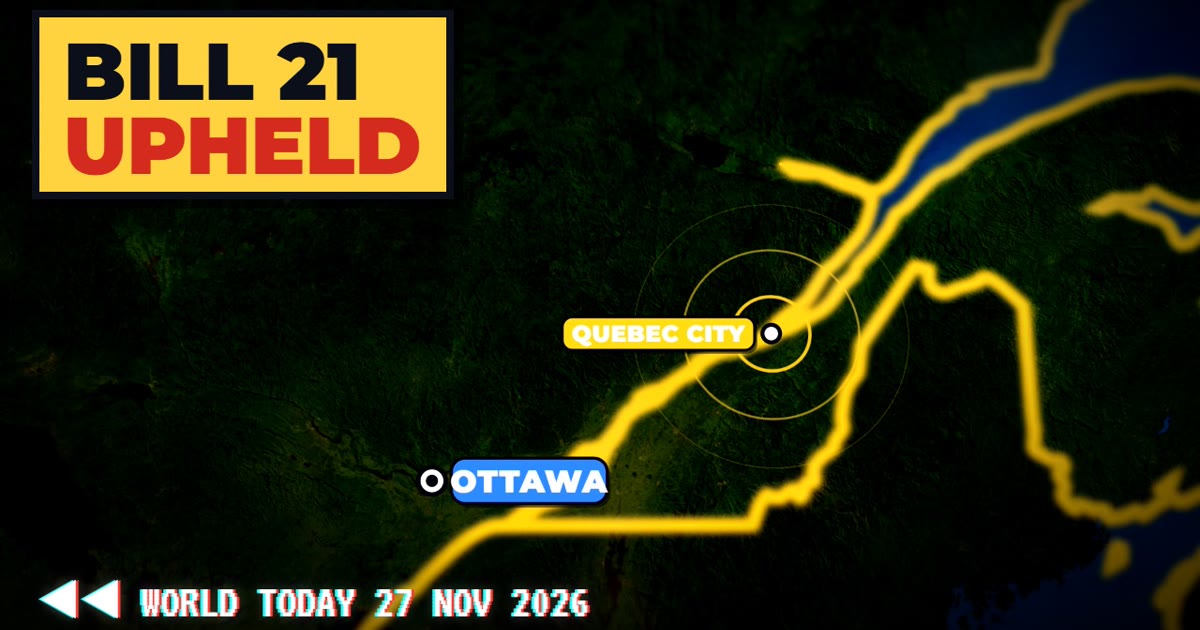 BILL 21
UPHELD
QUEBEC CITY
OTTAWA
WORLD TODAY 27 NOV 2026